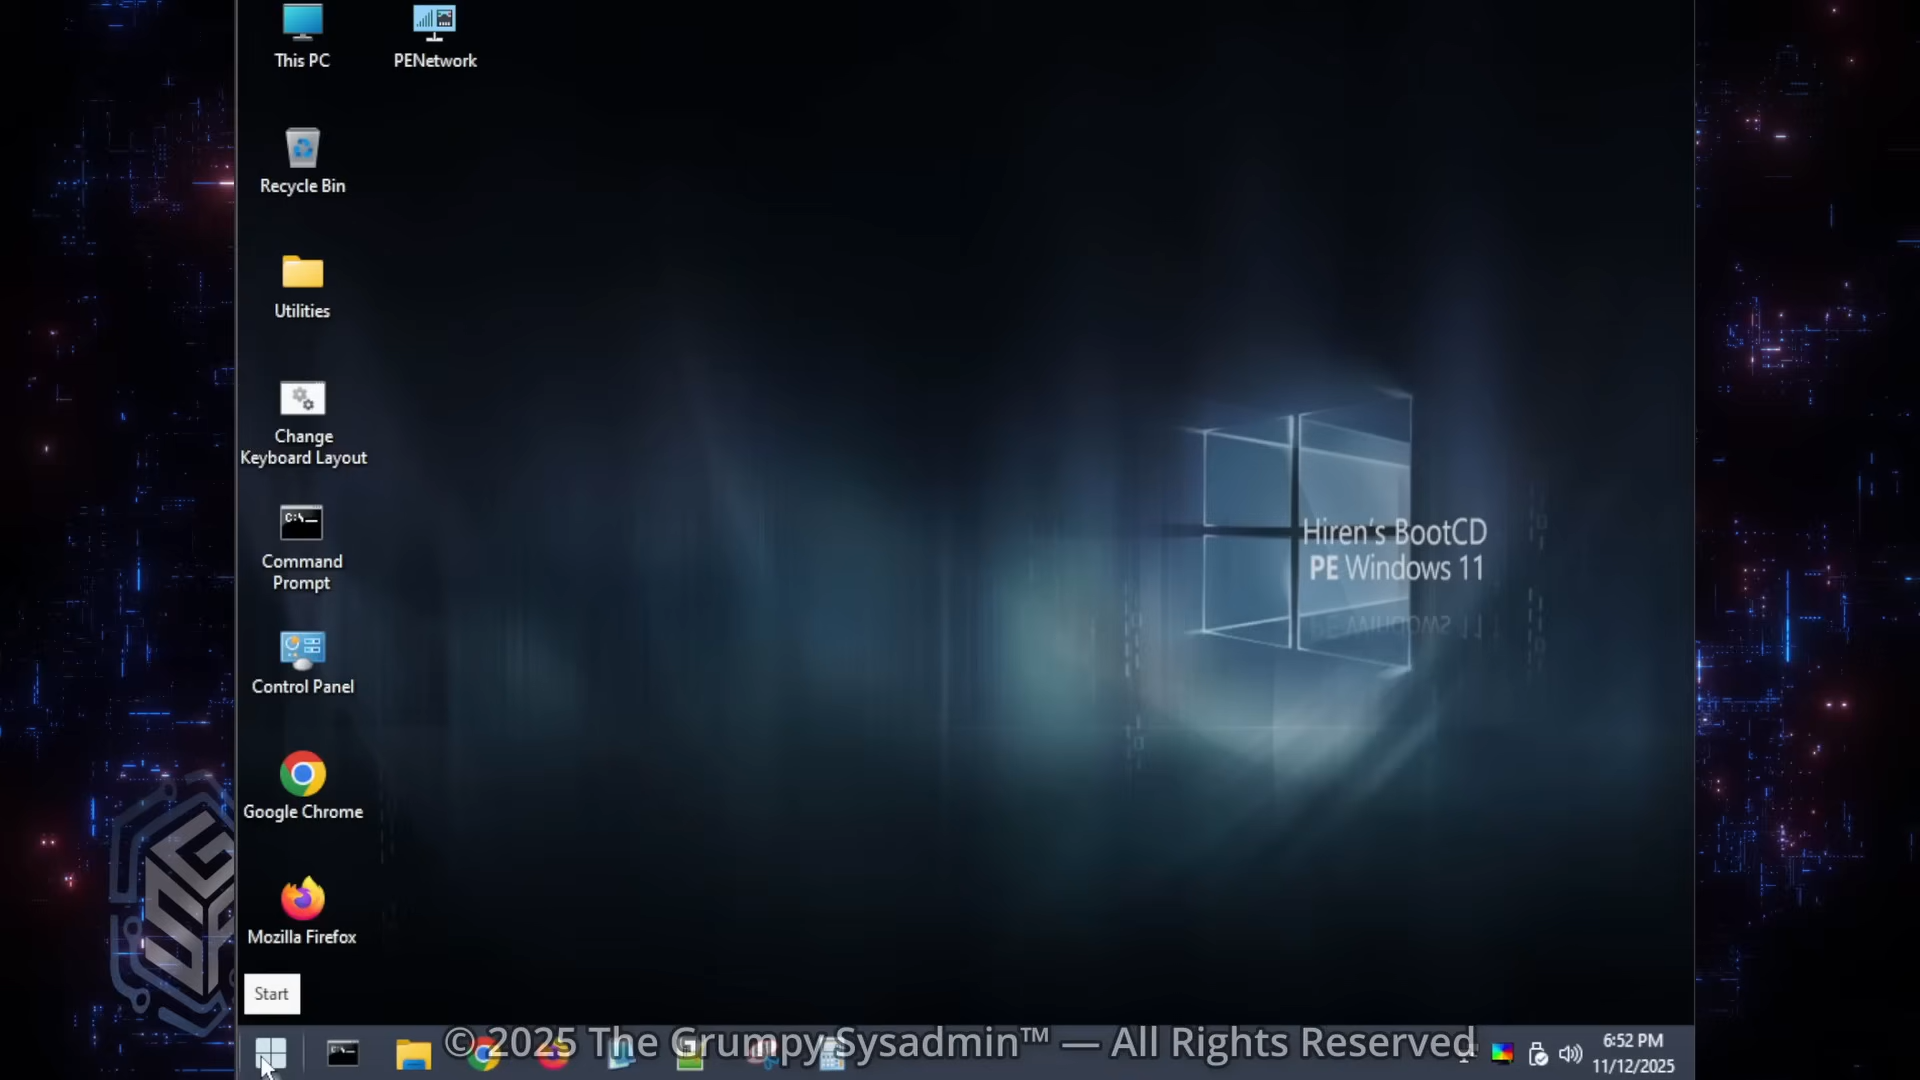 This PC
PENetwork
Recycle Bin
Utilities
Change
Keyboard Layout
Command
Prompt
Control Panel
Google Chrome
Mozilla Firefox
Hiren's BootCD
PE Windows 11
Start
© 2025 The Grumpy Sysadmin™ — All Rights Reserved
6:52 PM
11/12/2025